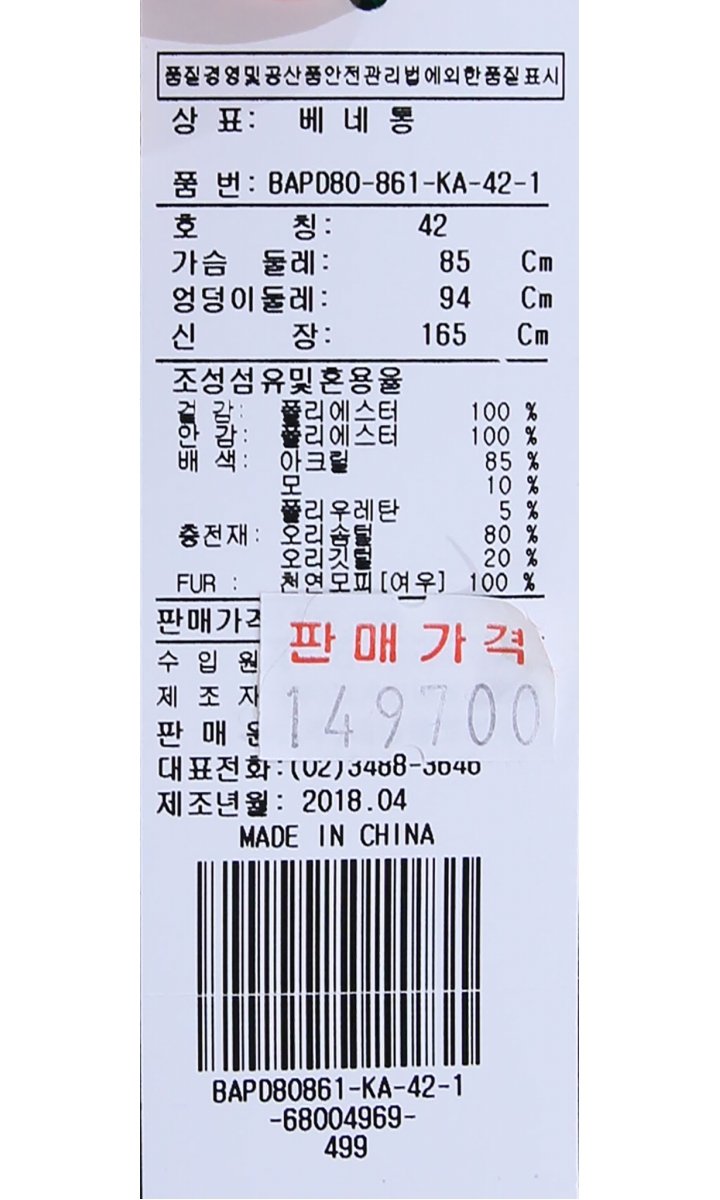 품질경영및공산품안전관리법에의한품질표시
상 표: 베 네 통
품 번: BAPD80-861-KA-42-1
호 칭: 42
가슴 둘레: 85 Cm
엉덩이둘레: 94 Cm
신 장: 165 Cm
조성섬유및혼용율
겉 감: 폴리에스터 100 %
안 감: 폴리에스터 100 %
배 색: 아크릴 85 %
모 10 %
폴리우레탄 5 %
충전재: 오리솜털 80 %
오리깃털 20 %
FUR : 천연모피[여우] 100 %
판매가격
판매가격
149700
수 입 원
제 조 자
판 매 원
대표전화:(02)3488-3646
제조년월: 2018.04
MADE IN CHINA
BAPD80861-KA-42-1
-68004969-
499